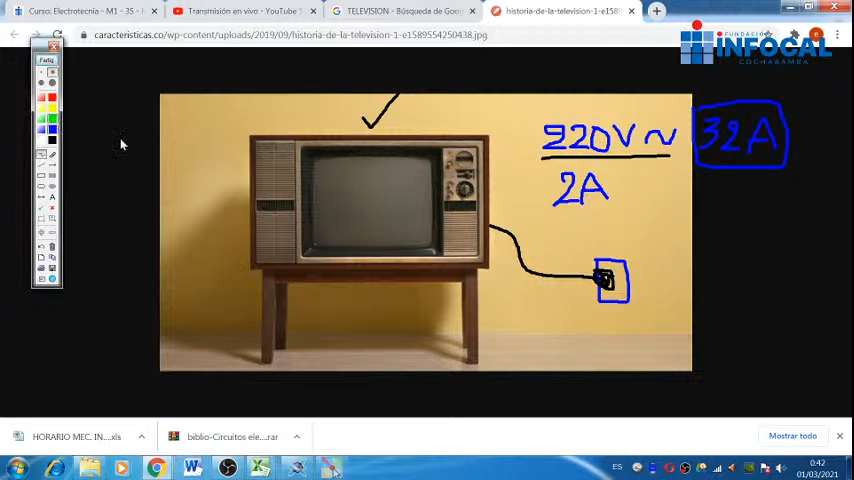 Curso: Electrotecnia - M1 - 3S - 
Transmisión en vivo - YouTube S
TELEVISION - Búsqueda de Goog
historia-de-la-television-1-e1589
caracteristicas.co/wp-content/uploads/2019/09/historia-de-la-television-1-e1589554250438.jpg
FUNDACIÓN
INFOCAL
COCHABAMBA
220V ~
32A
2A
HORARIO MEC. IN....xls
biblio-Circuitos ele....rar
Mostrar todo
ES
0:42
01/03/2021